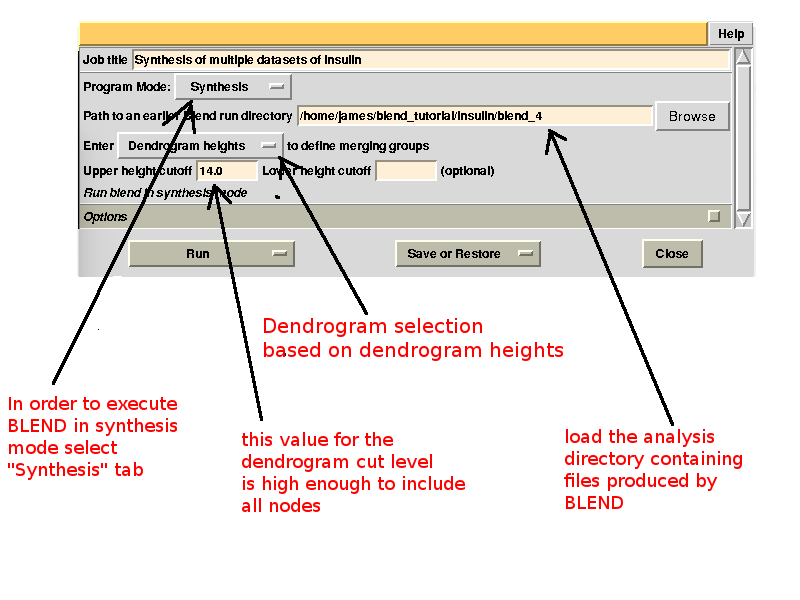 Help
Job title Synthesis of multiple datasets of insulin
Program Mode: Synthesis
Path to an earlier Blend run directory /home/james/blend_tutorial/insulin/blend_4 Browse
Enter Dendrogram heights to define merging groups
Upper height cutoff 14.0 Lower height cutoff (optional)
Run blend in synthesis mode
Options
Run Save or Restore Close
Dendrogram selection
based on dendrogram heights
In order to execute
BLEND in synthesis
mode select
"Synthesis" tab
this value for the
dendrogram cut level
is high enough to include
all nodes
load the analysis
directory containing
files produced by
BLEND